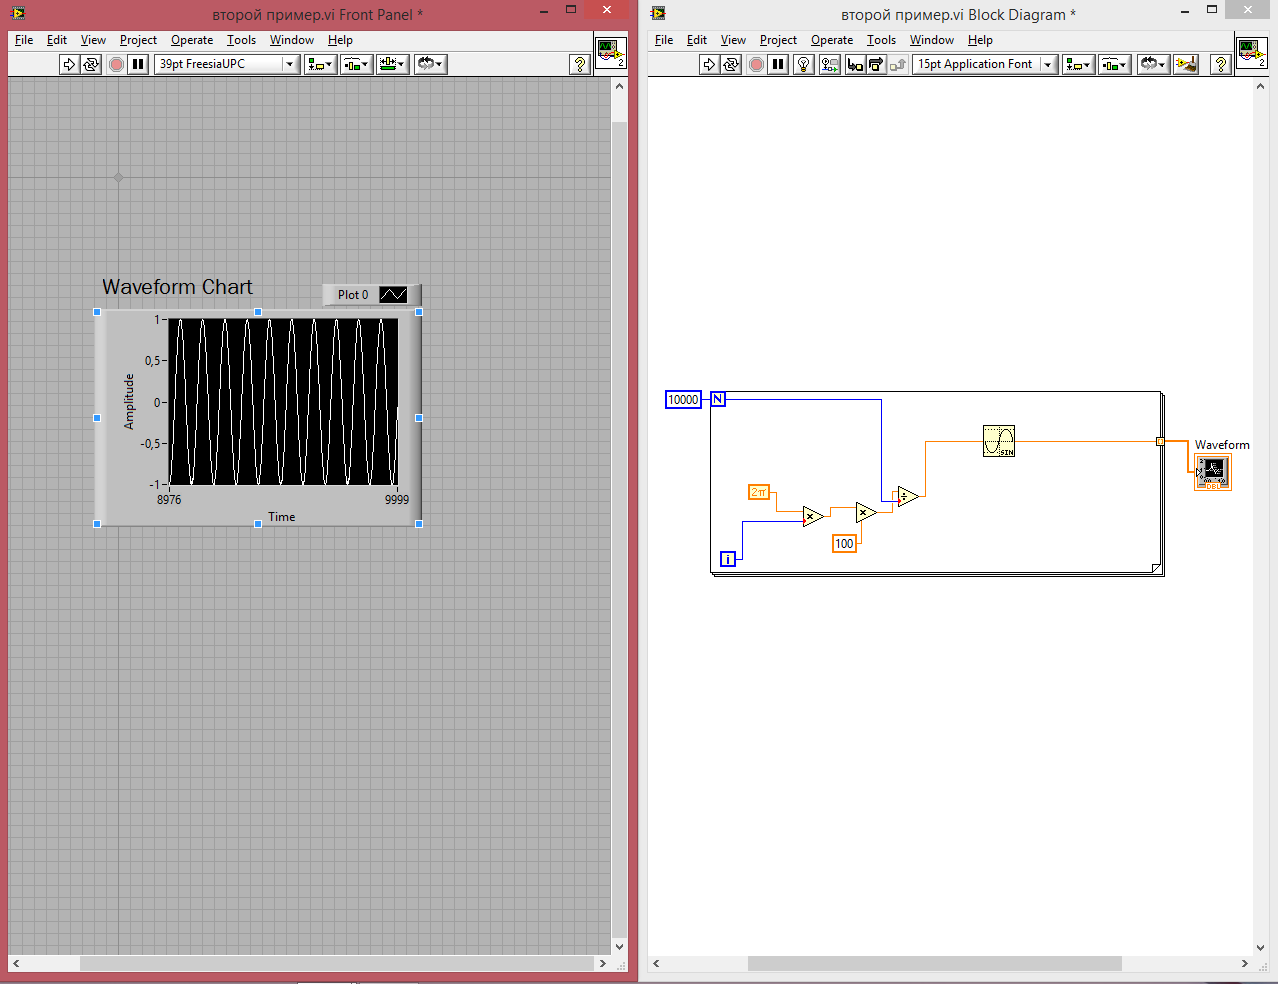 второй пример.vi Front Panel *
File Edit View Project Operate Tools Window Help
39pt FreesiaUPC
2
Waveform Chart
Plot 0
Amplitude
1
0,5
0
-0,5
-1
8976
9999
Time
второй пример.vi Block Diagram *
File Edit View Project Operate Tools Window Help
15pt Application Font
2
10000
N
SIN
Waveform
DBL
2π
100
i